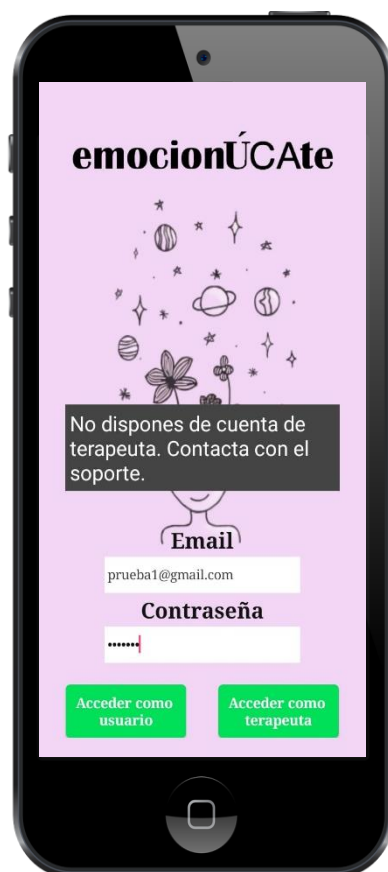 emocionÚCAte
No dispones de cuenta de
terapeuta. Contacta con el
soporte.
Email
prueba1@gmail.com
Contraseña
•••••••
Acceder como
usuario
Acceder como
terapeuta